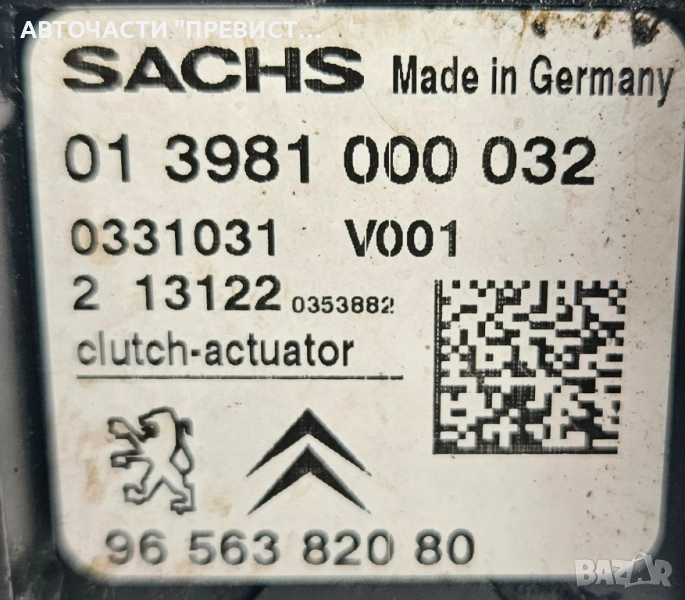 АВТОЧАСТИ "ПРЕВИСТ...
SACHS Made in Germany
01 3981 000 032
0331031 V001
2 13122 0353882
clutch-actuator
96 563 820 80
BAZAR